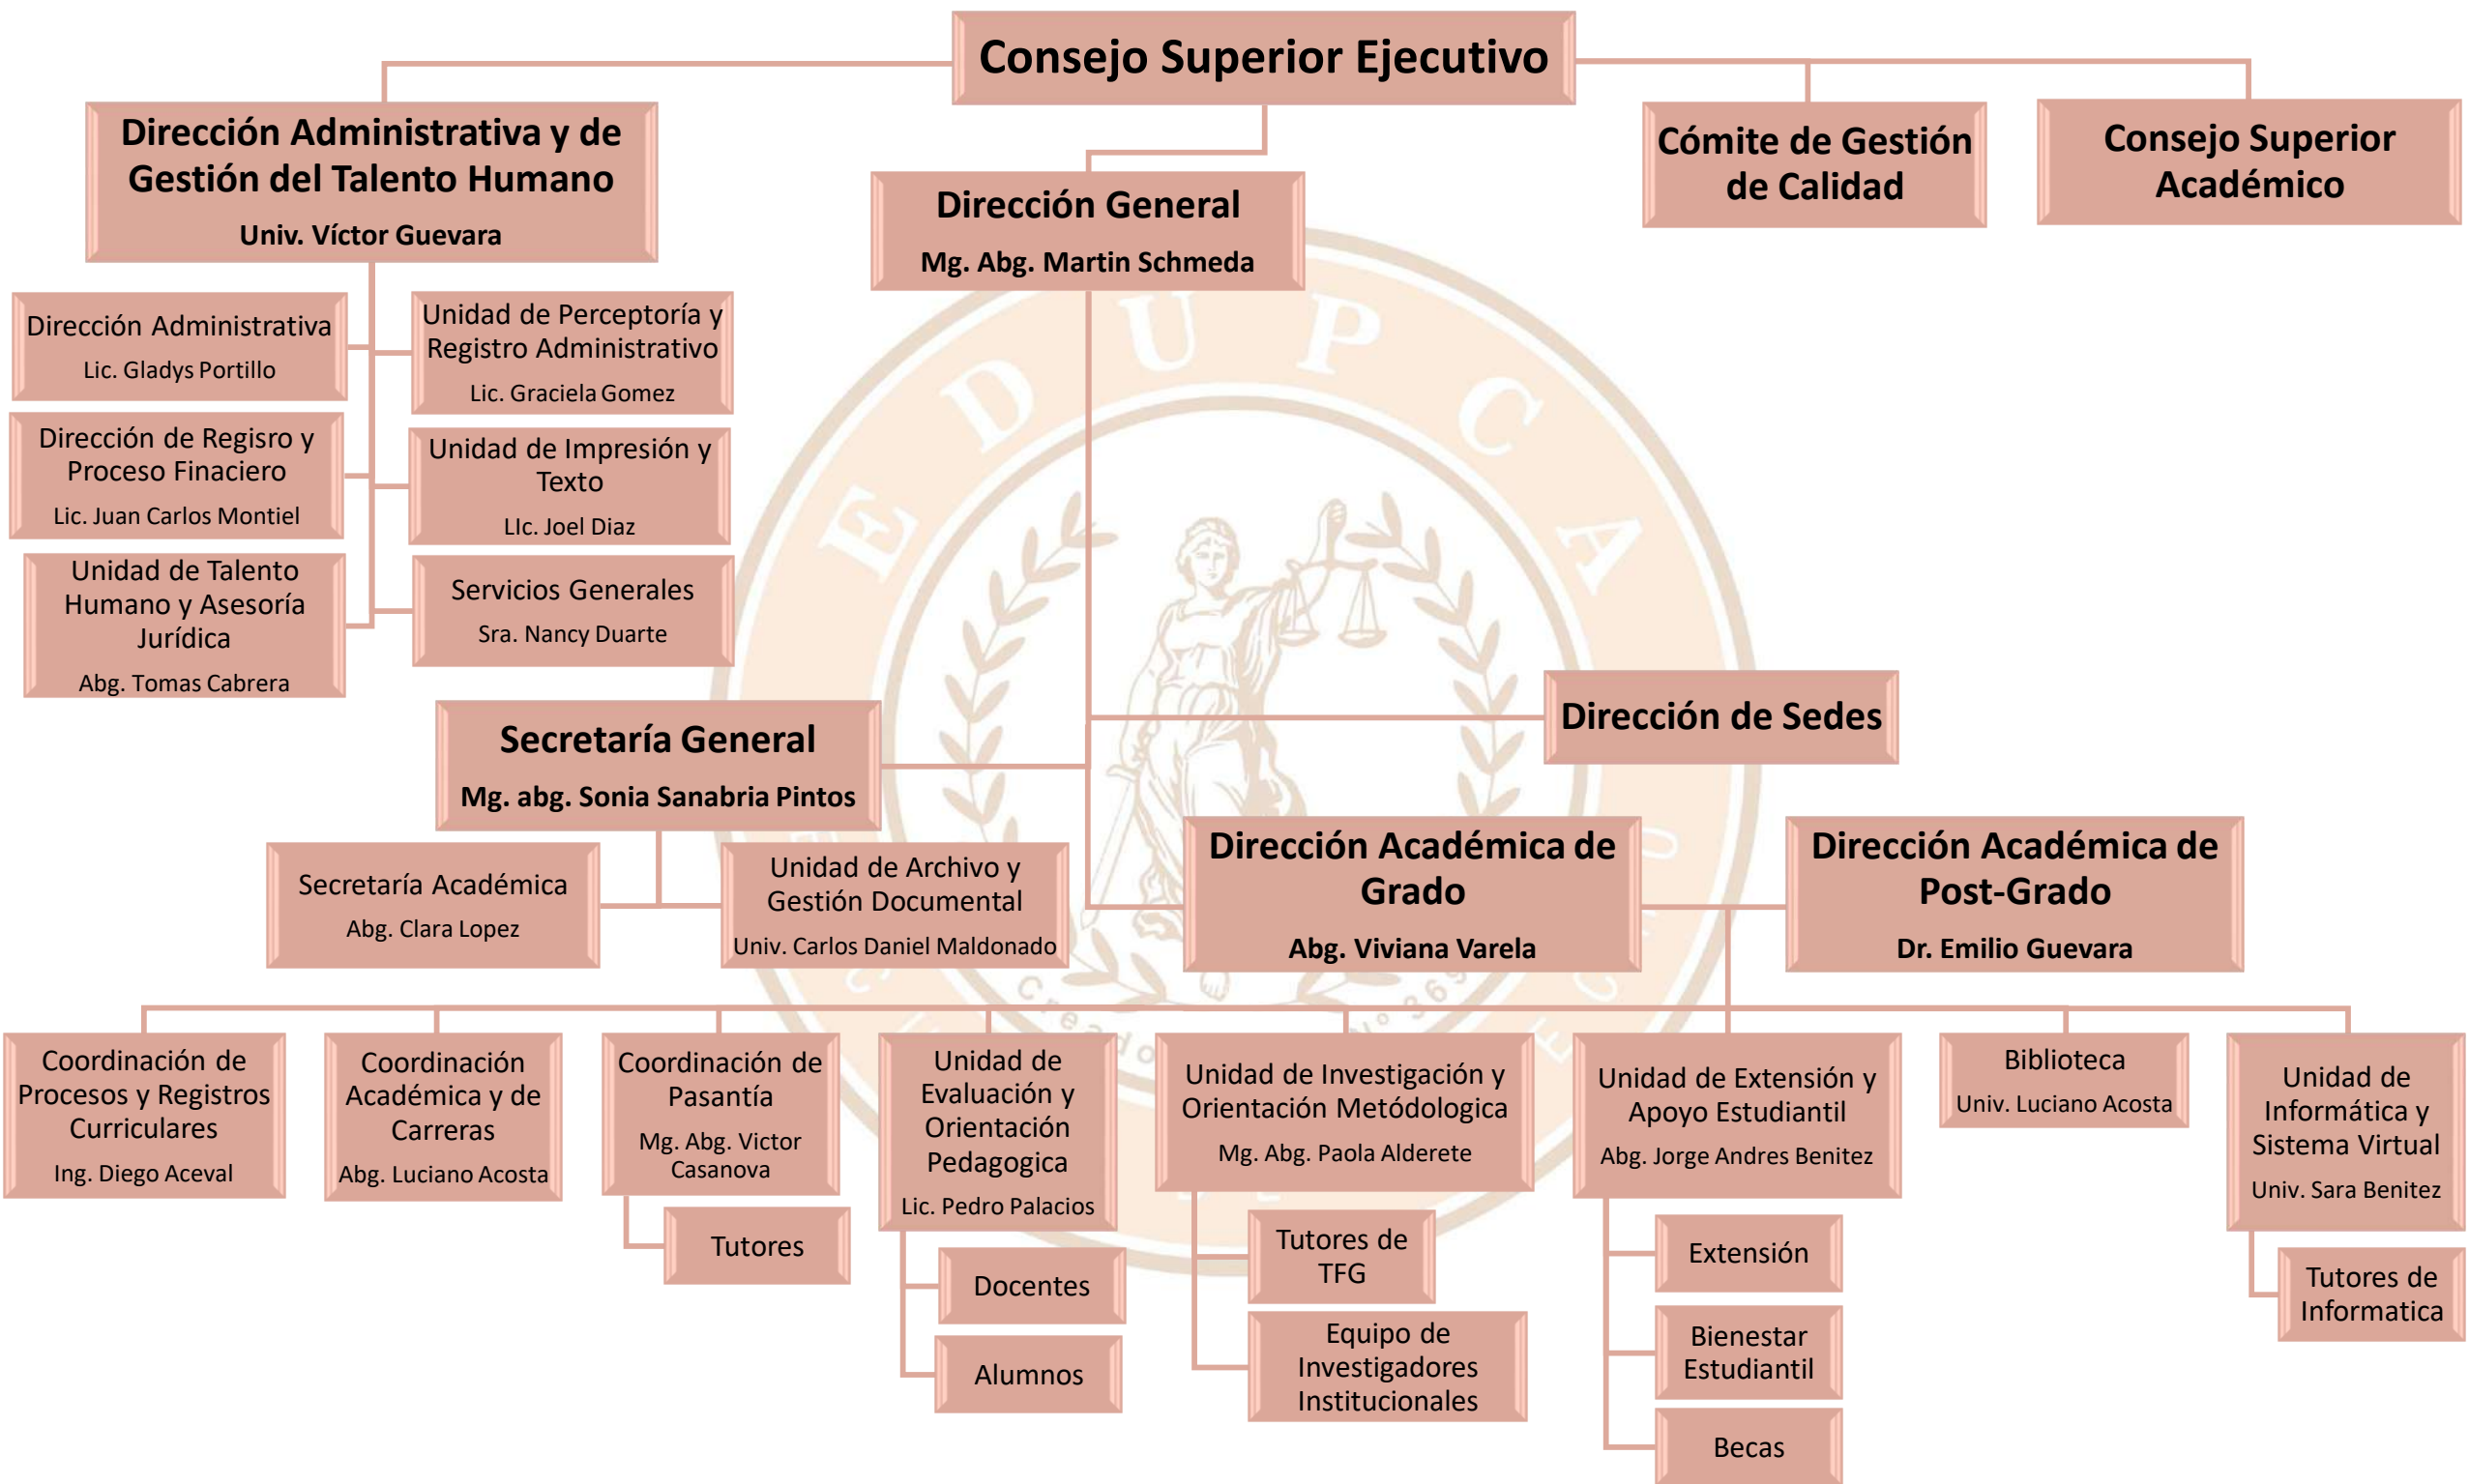 Consejo Superior Ejecutivo
Dirección Administrativa y de
Gestión del Talento Humano
Univ. Víctor Guevara
Dirección General
Mg. Abg. Martin Schmeda
Cómite de Gestión
de Calidad
Consejo Superior
Académico
Dirección Administrativa
Lic. Gladys Portillo
Unidad de Perceptoría y
Registro Administrativo
Lic. Graciela Gomez
Dirección de Regisro y
Proceso Finaciero
Lic. Juan Carlos Montiel
Unidad de Impresión y
Texto
LIc. Joel Diaz
Unidad de Talento
Humano y Asesoría
Jurídica
Abg. Tomas Cabrera
Servicios Generales
Sra. Nancy Duarte
EDUPCA
Dirección de Sedes
Secretaría General
Mg. abg. Sonia Sanabria Pintos
Secretaría Académica
Abg. Clara Lopez
Unidad de Archivo y
Gestión Documental
Univ. Carlos Daniel Maldonado
Dirección Académica de
Grado
Abg. Viviana Varela
Dirección Académica de
Post-Grado
Dr. Emilio Guevara
Coordinación de
Procesos y Registros
Curriculares
Ing. Diego Aceval
Coordinación
Académica y de
Carreras
Abg. Luciano Acosta
Coordinación de
Pasantía
Mg. Abg. Victor
Casanova
Tutores
Unidad de
Evaluación y
Orientación
Pedagogica
Lic. Pedro Palacios
Docentes
Alumnos
Unidad de Investigación y
Orientación Metódologica
Mg. Abg. Paola Alderete
Tutores de
TFG
Equipo de
Investigadores
Institucionales
Unidad de Extensión y
Apoyo Estudiantil
Abg. Jorge Andres Benitez
Extensión
Bienestar
Estudiantil
Becas
Biblioteca
Univ. Luciano Acosta
Unidad de
Informática y
Sistema Virtual
Univ. Sara Benitez
Tutores de
Informatica